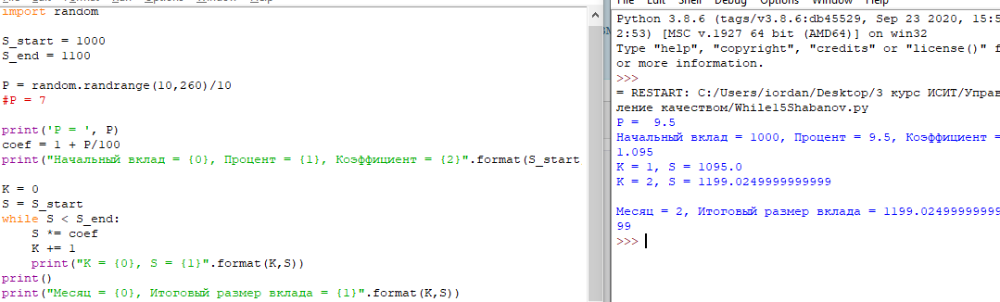 import random
S_start = 1000
S_end = 1100
P = random.randrange(10,260)/10
#P = 7
print('P = ', P)
coef = 1 + P/100
print("Начальный вклад = {0}, Процент = {1}, Коэффициент = {2}".format(S_start
K = 0
S = S_start
while S < S_end:
    S *= coef
    K += 1
    print("K = {0}, S = {1}".format(K,S))
print()
print("Месяц = {0}, Итоговый размер вклада = {1}".format(K,S))
File Edit Shell Debug Options Window Help
Python 3.8.6 (tags/v3.8.6:db45529, Sep 23 2020, 15:5
2:53) [MSC v.1927 64 bit (AMD64)] on win32
Type "help", "copyright", "credits" or "license()" f
or more information.
>>>
= RESTART: C:/Users/iordan/Desktop/3 курс ИСИТ/Управ
ление качеством/While15Shabanov.py
P =  9.5
Начальный вклад = 1000, Процент = 9.5, Коэффициент =
1.095
K = 1, S = 1095.0
K = 2, S = 1199.0249999999999
Месяц = 2, Итоговый размер вклада = 1199.02499999999
99
>>>